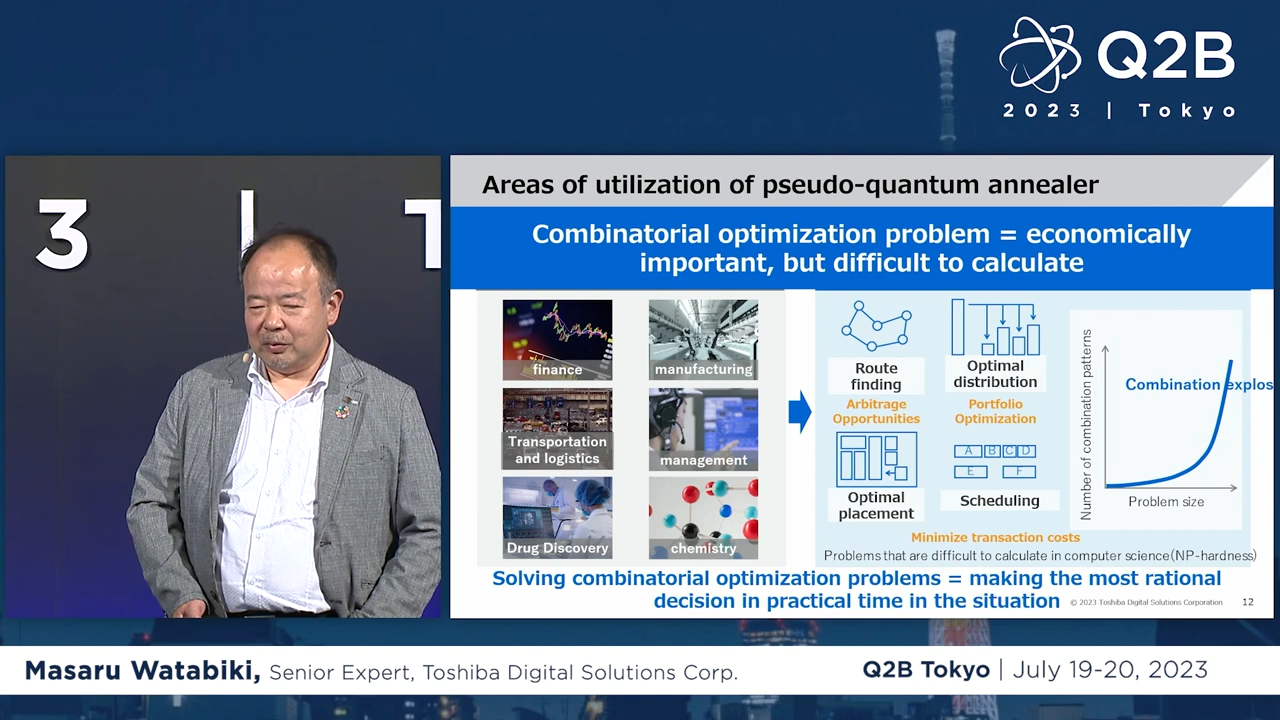 Q2B
2023 | Tokyo
3 | T
Areas of utilization of pseudo-quantum annealer
Combinatorial optimization problem = economically
important, but difficult to calculate
finance
manufacturing
Transportation
and logistics
management
Drug Discovery
chemistry
Route
finding
Optimal
distribution
Arbitrage
Opportunities
Portfolio
Optimization
A B C D
E F
Optimal
placement
Scheduling
Number of combination patterns
Combination explos
Problem size
Minimize transaction costs
Problems that are difficult to calculate in computer science(NP-hardness)
Solving combinatorial optimization problems = making the most rational
decision in practical time in the situation
© 2023 Toshiba Digital Solutions Corporation 12
Masaru Watabiki, Senior Expert, Toshiba Digital Solutions Corp.
Q2B Tokyo | July 19-20, 2023